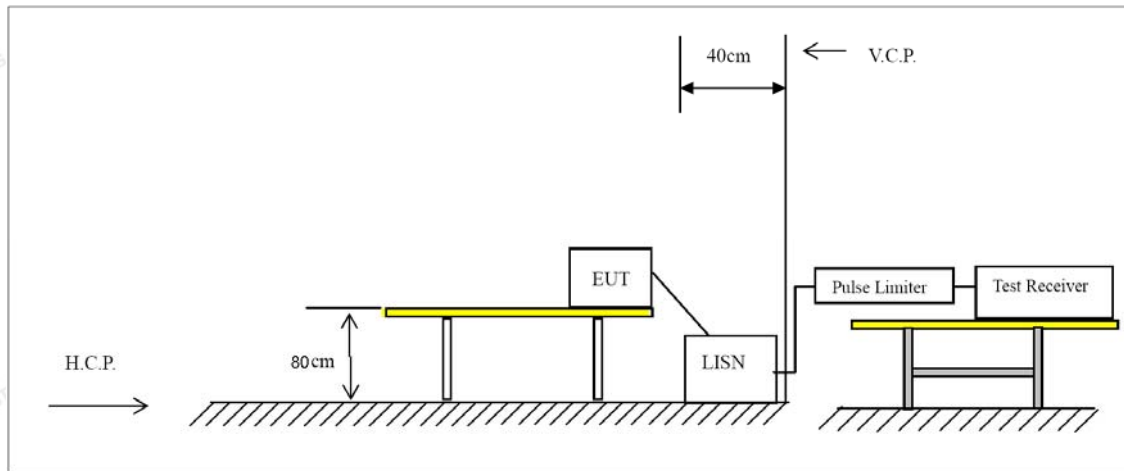 40cm
V.C.P.
EUT
Pulse Limiter
Test Receiver
80cm
LISN
H.C.P.